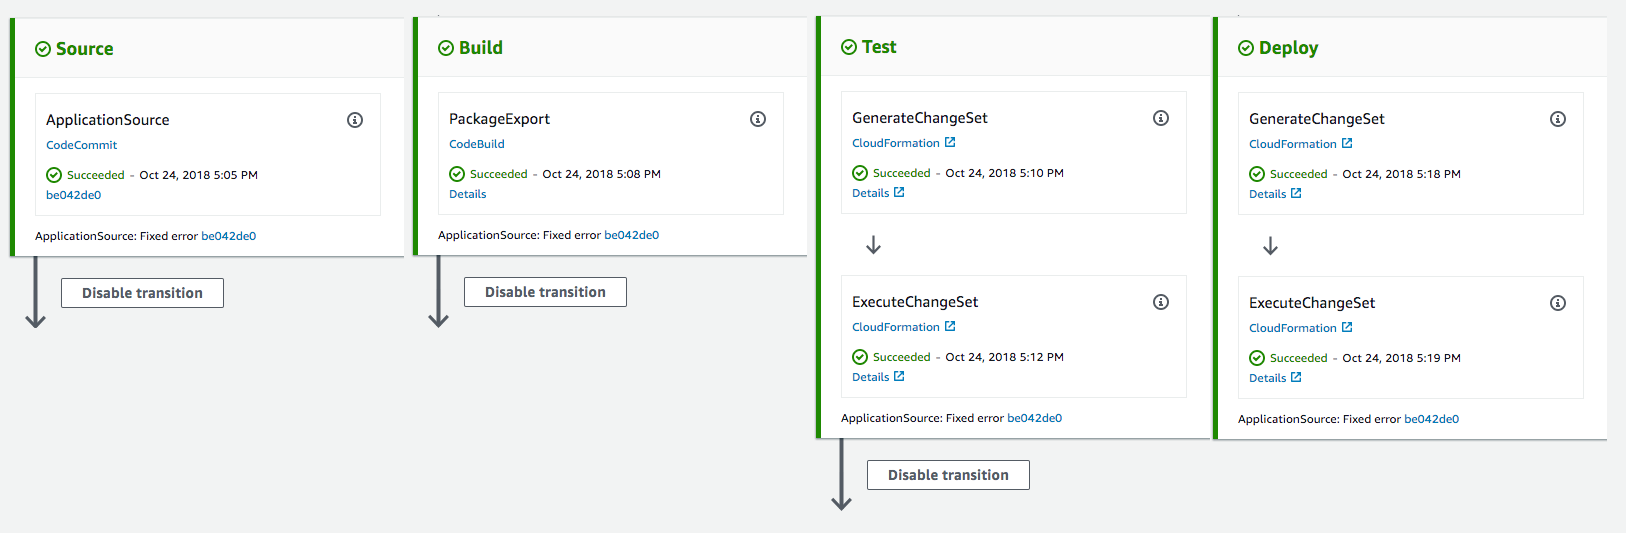 Source
ApplicationSource
CodeCommit
Succeeded - Oct 24, 2018 5:05 PM
be042de0
ApplicationSource: Fixed error be042de0
Disable transition
Build
PackageExport
CodeBuild
Succeeded - Oct 24, 2018 5:08 PM
Details
ApplicationSource: Fixed error be042de0
Disable transition
Test
GenerateChangeSet
CloudFormation
Succeeded - Oct 24, 2018 5:10 PM
Details
ExecuteChangeSet
CloudFormation
Succeeded - Oct 24, 2018 5:12 PM
Details
ApplicationSource: Fixed error be042de0
Disable transition
Deploy
GenerateChangeSet
CloudFormation
Succeeded - Oct 24, 2018 5:18 PM
Details
ExecuteChangeSet
CloudFormation
Succeeded - Oct 24, 2018 5:19 PM
Details
ApplicationSource: Fixed error be042de0